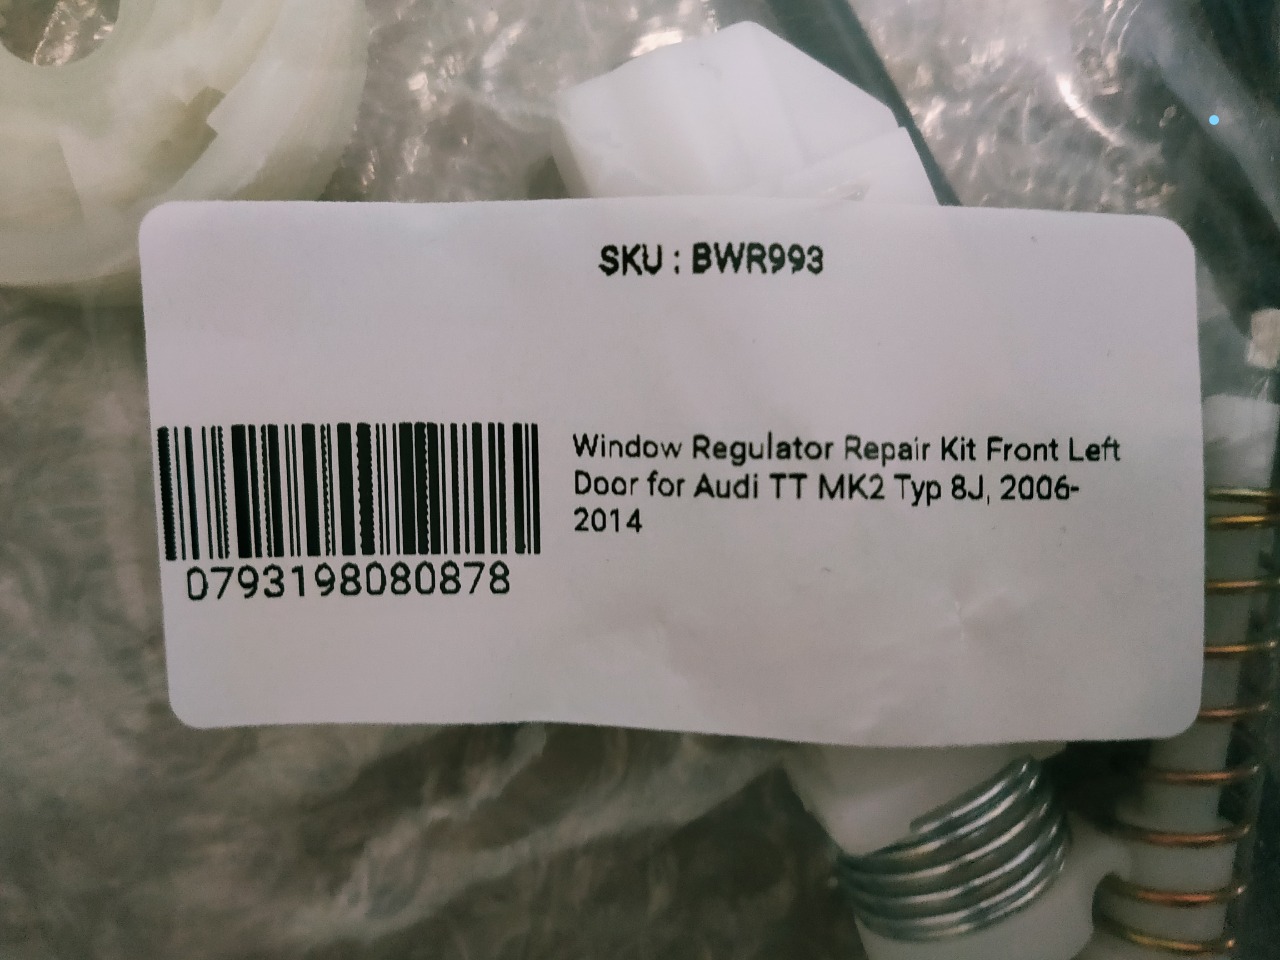 SKU : BWR993
Window Regulator Repair Kit Front Left
Door for Audi TT MK2 Typ 8J, 2006-
2014
0793198080878